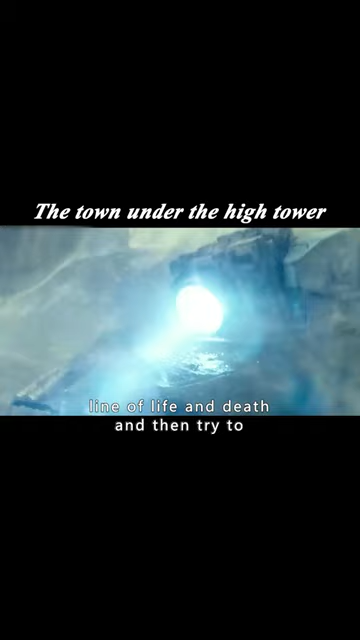 The town under the high tower
line of life and death
and then try to